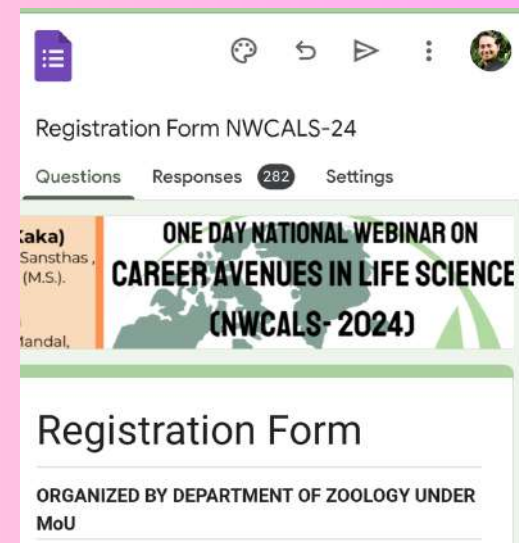 Registration Form NWCALS-24
Questions Responses 282 Settings
Kaka)
Sansthas,
(M.S.).
Mandal,
ONE DAY NATIONAL WEBINAR ON
CAREER AVENUES IN LIFE SCIENCE
(NWCALS- 2024)
Registration Form
ORGANIZED BY DEPARTMENT OF ZOOLOGY UNDER
MoU